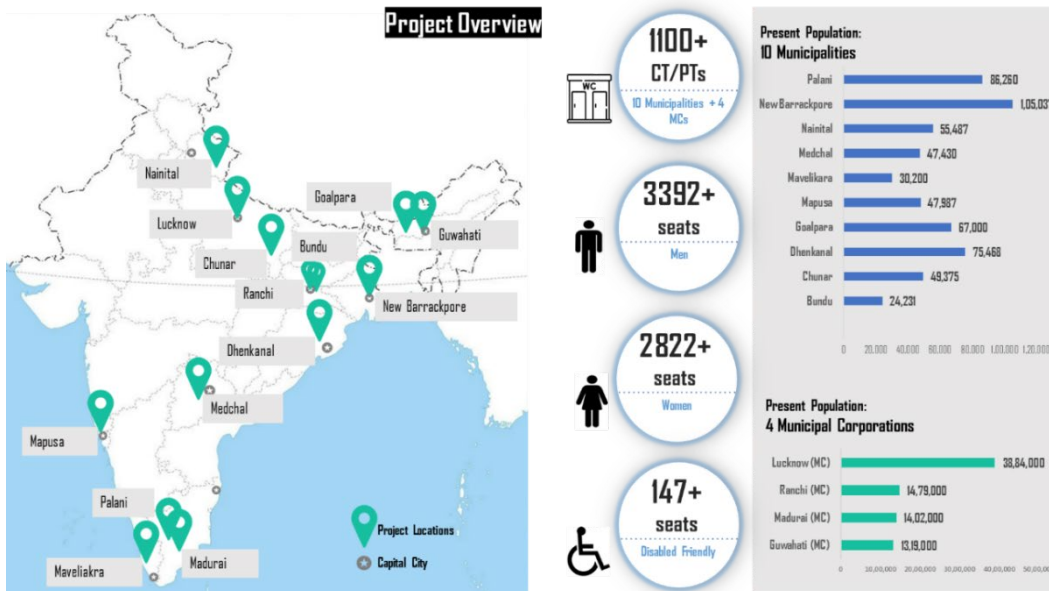 Project Overview
Nainital
Lucknow
Goalpara
Guwahati
Chunar
Bundu
Ranchi
New Barrackpore
Dhenkanal
Medchal
Mapusa
Palani
Maveliakra
Madurai
Project Locations
Capital City
WC
1100+
CT/PTs
10 Municipalities + 4
MCs
3392+
seats
Men
2822+
seats
Women
147+
seats
Disabled Friendly
Present Population:
10 Municipalities
Palani 86,260
New Barrackpore 1,05,037
Nainital 55,487
Medchal 47,430
Mavelikara 30,200
Mapusa 47,987
Goalpara 67,000
Dhenkanal 75,468
Chunar 49,375
Bundu 24,231
0 20,000 40,000 60,000 80,000 1,00,000 1,20,000
Present Population:
4 Municipal Corporations
Lucknow (MC) 38,84,000
Ranchi (MC) 14,79,000
Madurai (MC) 14,02,000
Guwahati (MC) 13,19,000
0 10,00,000 20,00,000 30,00,000 40,00,000